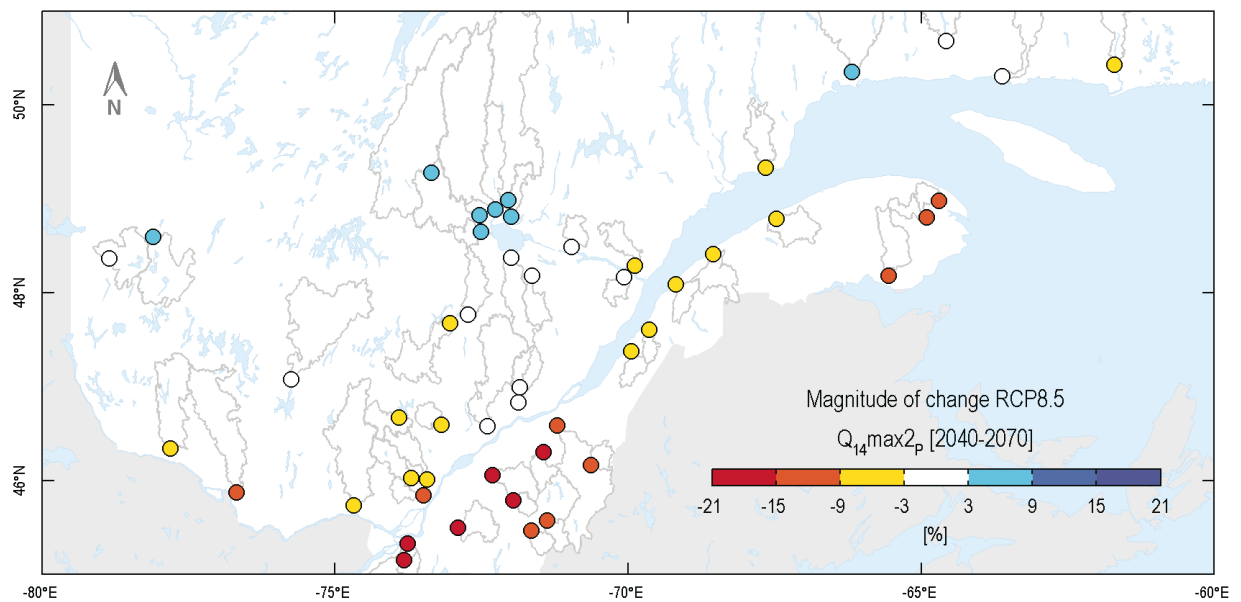 N
50°N
48°N
46°N
Magnitude of change RCP8.5
Q14max2P [2040-2070]
-21 -15 -9 -3 3 9 15 21
[%]
-80°E -75°E -70°E -65°E -60°E